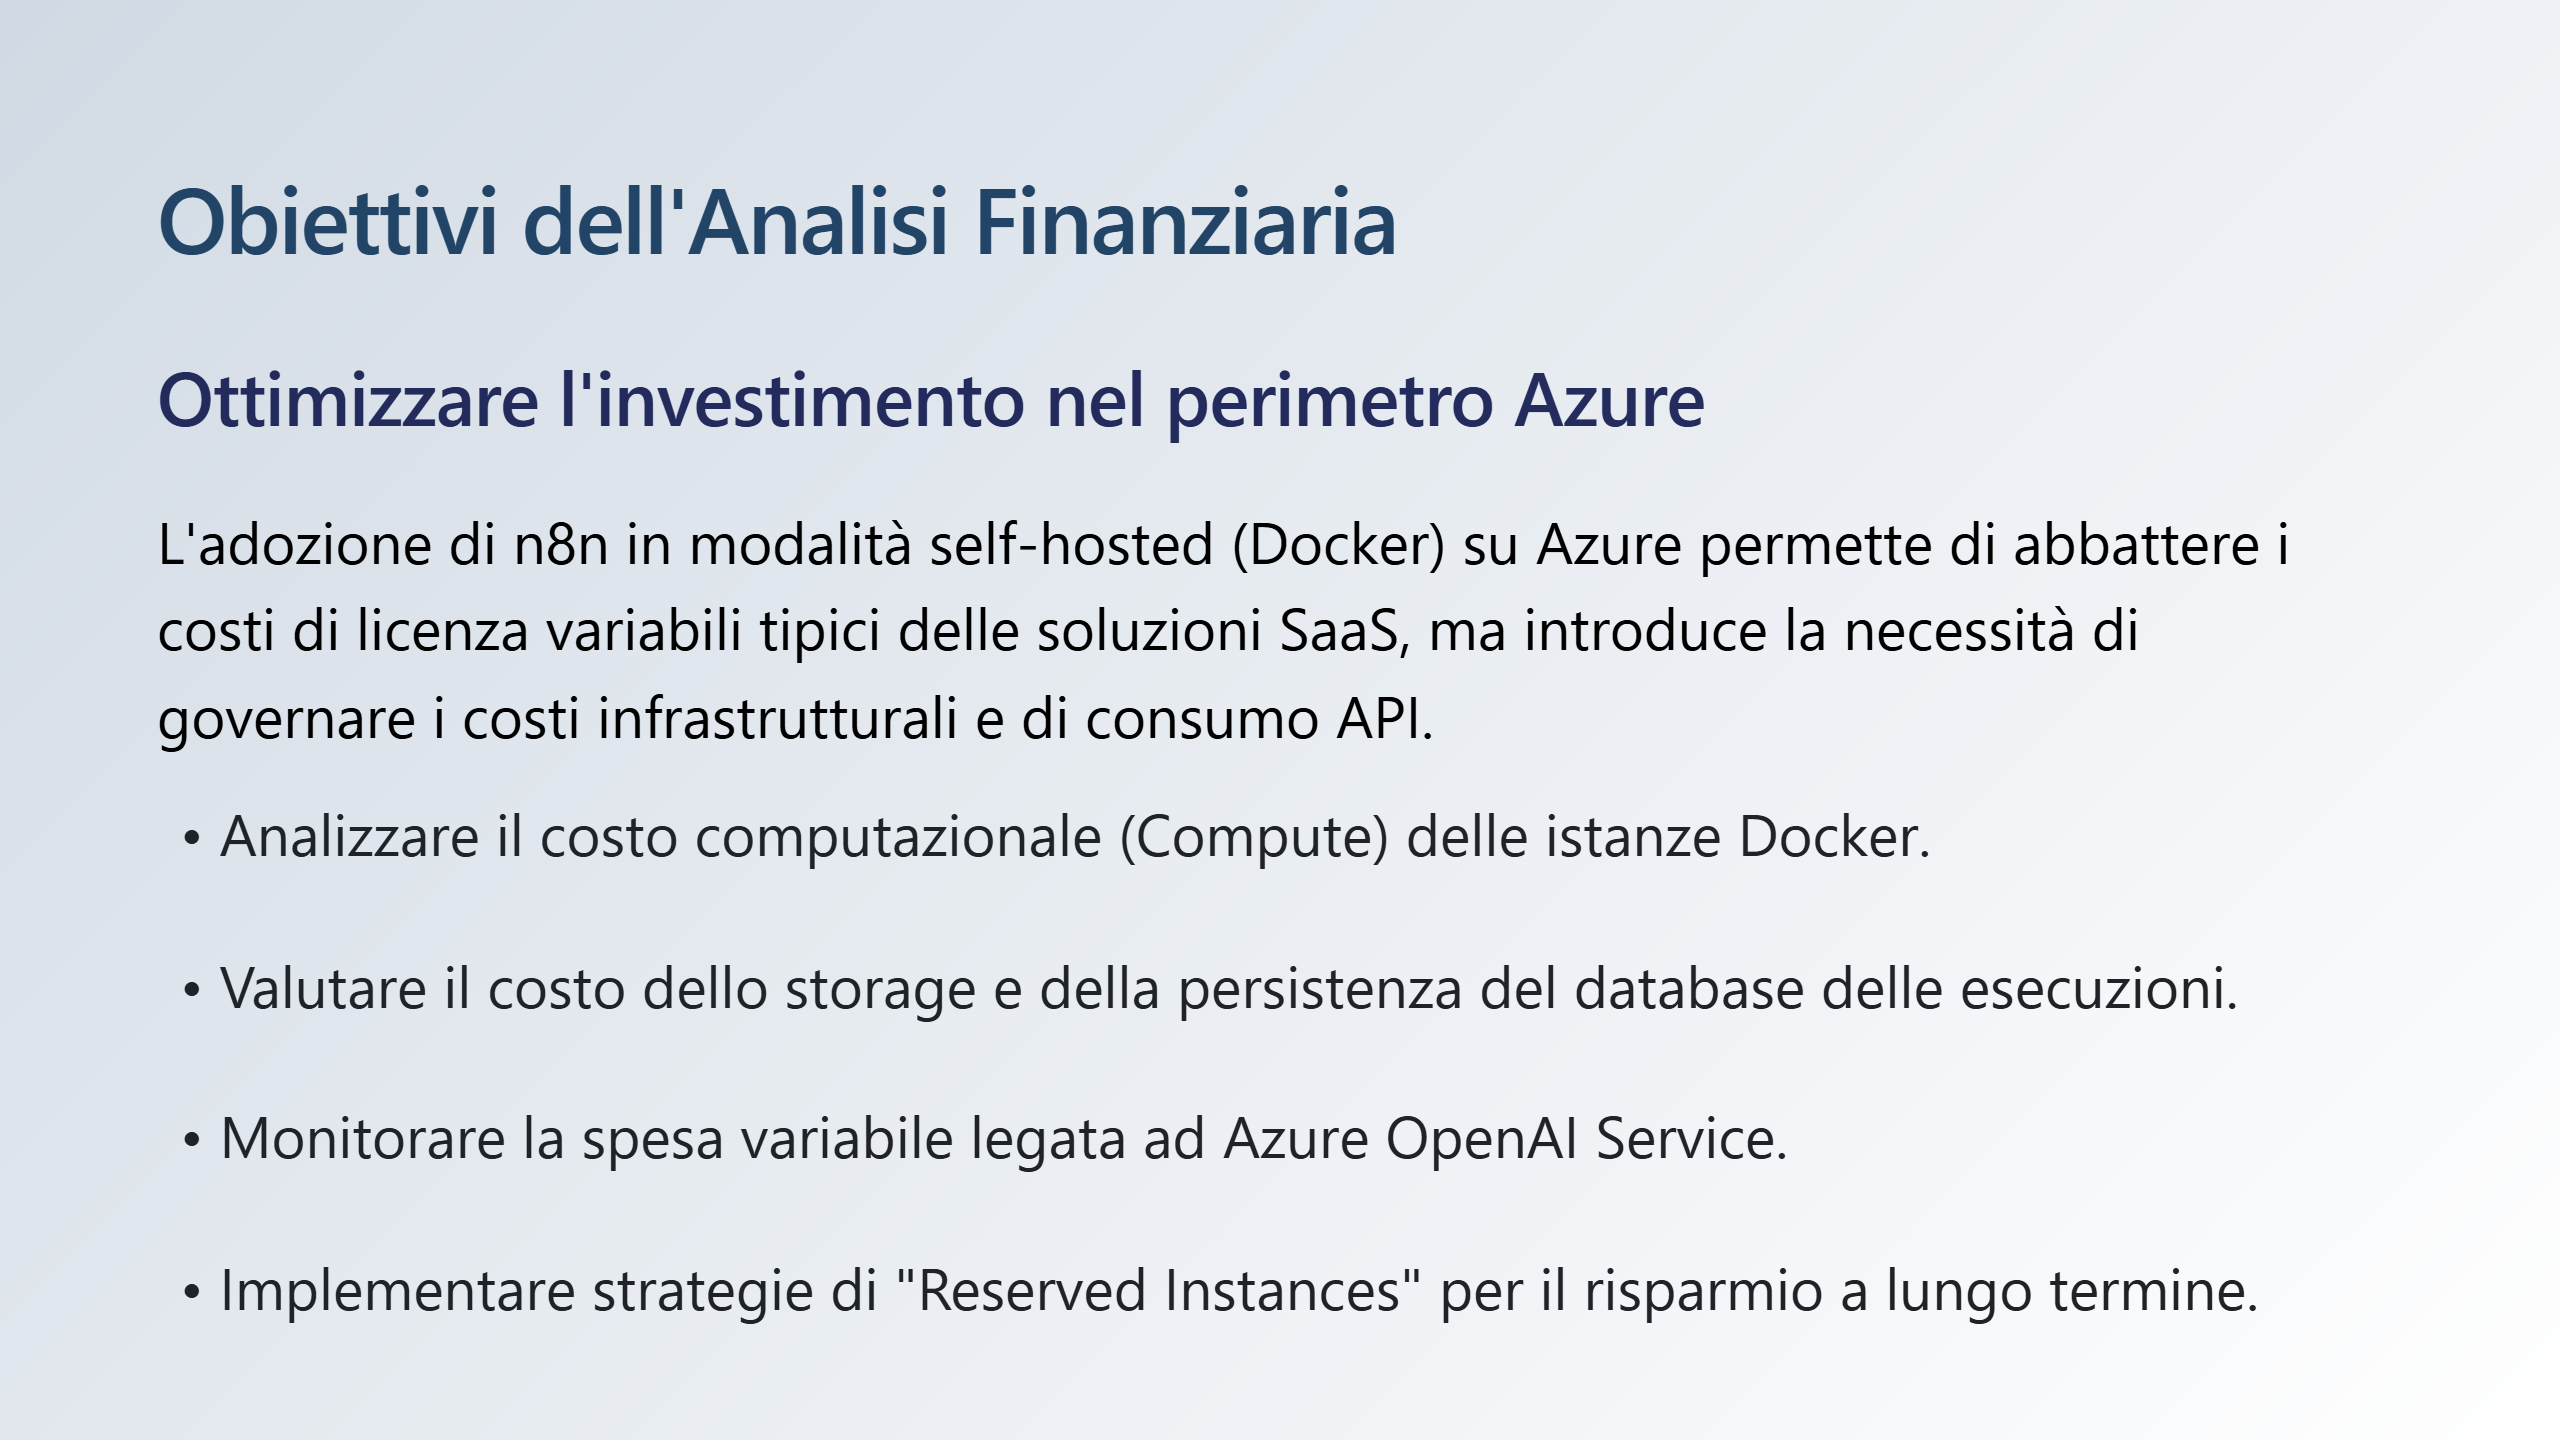 Obiettivi dell'Analisi Finanziaria
Ottimizzare l'investimento nel perimetro Azure
L'adozione di n8n in modalità self-hosted (Docker) su Azure permette di abbattere i
costi di licenza variabili tipici delle soluzioni SaaS, ma introduce la necessità di
governare i costi infrastrutturali e di consumo API.
• Analizzare il costo computazionale (Compute) delle istanze Docker.
• Valutare il costo dello storage e della persistenza del database delle esecuzioni.
• Monitorare la spesa variabile legata ad Azure OpenAI Service.
• Implementare strategie di "Reserved Instances" per il risparmio a lungo termine.